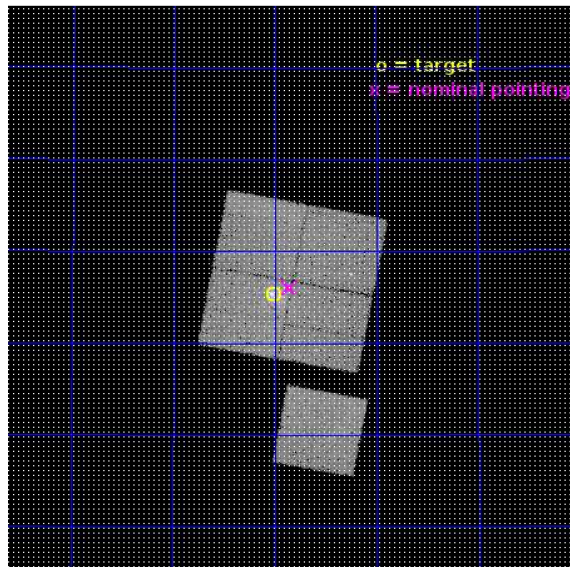 o = target
x = nominal pointing